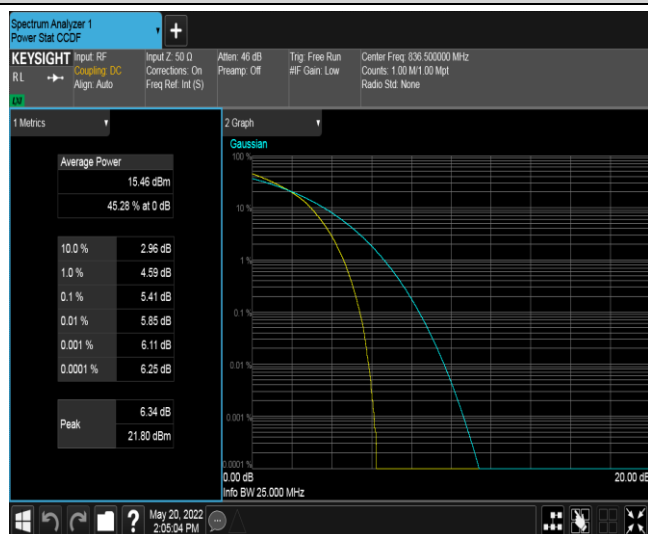 Spectrum Analyzer 1
Power Stat CCDF
+
KEYSIGHT
RL
LXI
Input: RF
Coupling: DC
Align: Auto
Input Z: 50 Ω
Corrections: On
Freq Ref: Int (S)
Atten: 46 dB
Preamp: Off
Trig: Free Run
#IF Gain: Low
Center Freq: 836.500000 MHz
Counts: 1.00 M/1.00 Mpt
Radio Std: None
1 Metrics
Average Power
15.46 dBm
45.28 % at 0 dB
10.0 % 2.96 dB
1.0 % 4.59 dB
0.1 % 5.41 dB
0.01 % 5.85 dB
0.001 % 6.11 dB
0.0001 % 6.25 dB
Peak
6.34 dB
21.80 dBm
2 Graph
Gaussian
100 %
10 %
1 %
0.1 %
0.01 %
0.001 %
0.0001 %
0.00 dB
20.00 dB
Info BW 25.000 MHz
?
May 20, 2022
2:05:04 PM